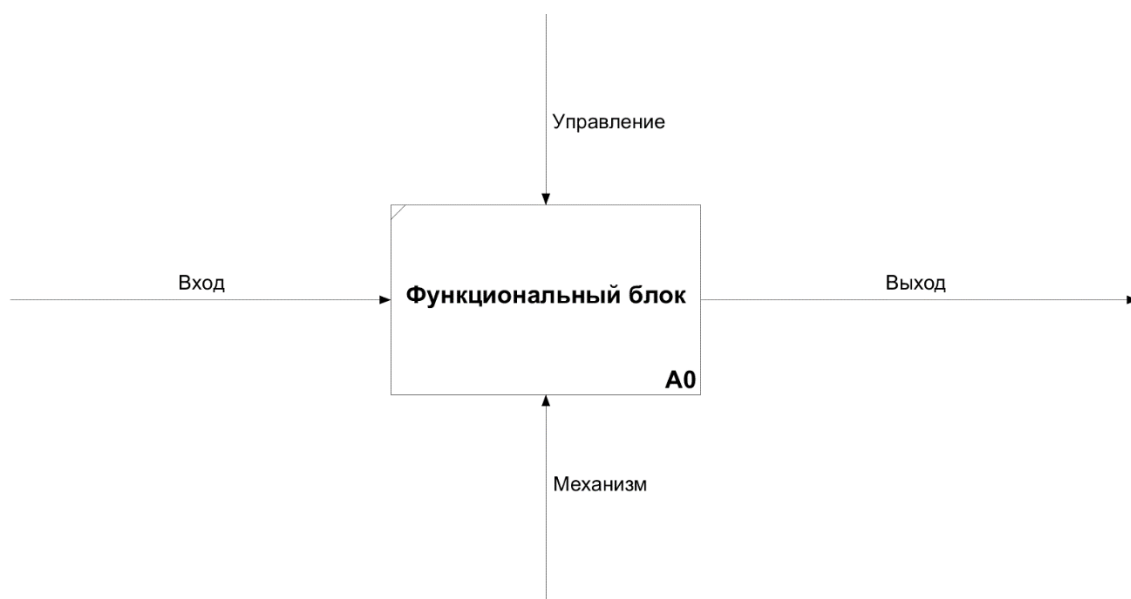 Управление
Вход
Функциональный блок
Выход
A0
Механизм